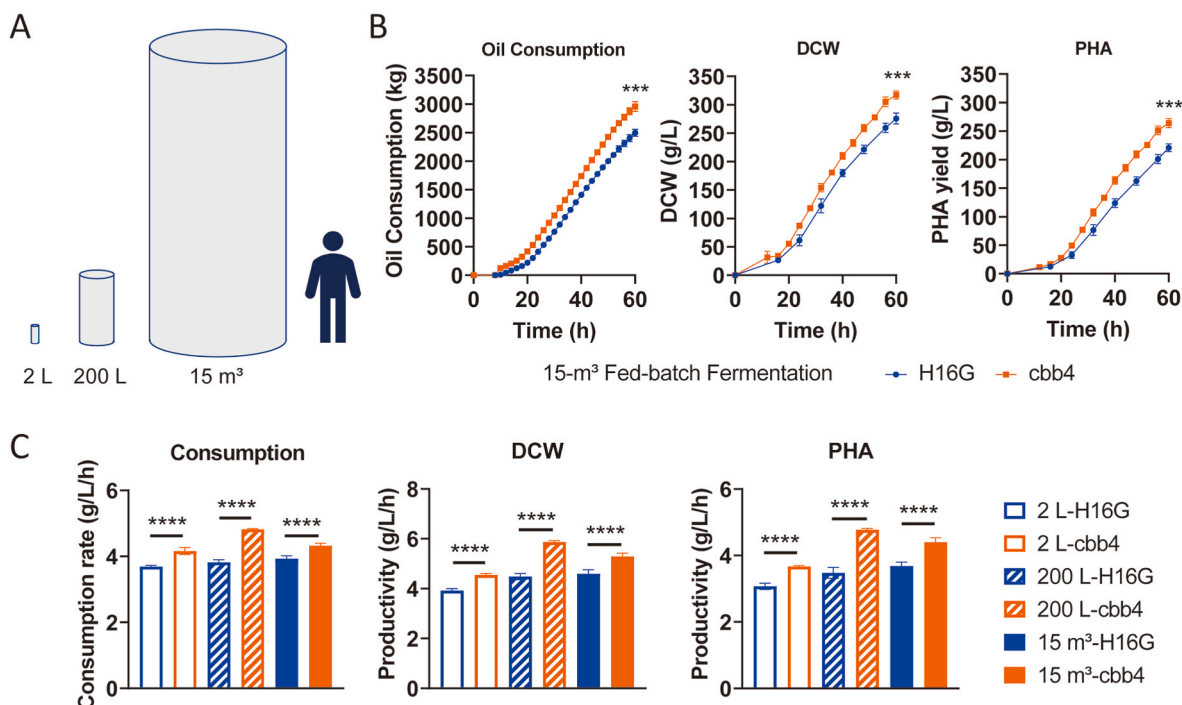 A
2 L 200 L 15 m³
B
Oil Consumption
Oil Consumption (kg)
3500
3000
2500
2000
1500
1000
500
0
0 20 40 60
Time (h)
***
DCW
DCW (g/L)
350
300
250
200
150
100
50
0
0 20 40 60
Time (h)
***
PHA
PHA yield (g/L)
350
300
250
200
150
100
50
0
0 20 40 60
Time (h)
***
15-m³ Fed-batch Fermentation H16G cbb4
C
Consumption
Consumption rate (g/L/h)
6
4
2
0
**** **** ****
DCW
Productivity (g/L/h)
8
6
4
2
0
**** **** ****
PHA
Productivity (g/L/h)
6
4
2
0
**** **** ****
2 L-H16G
2 L-cbb4
200 L-H16G
200 L-cbb4
15 m³-H16G
15 m³-cbb4